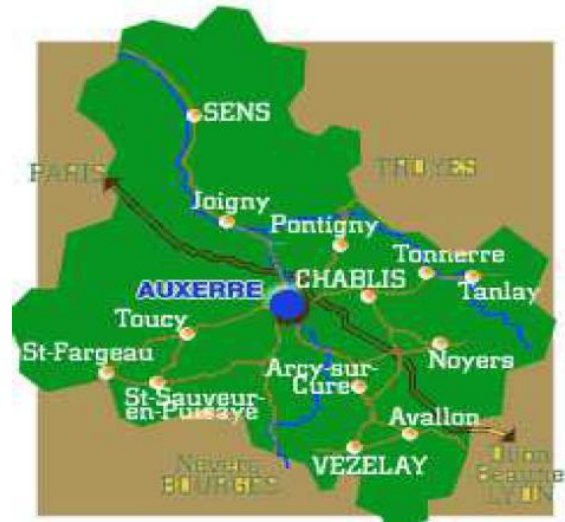 SENS
PARIS
TROYES
Joigny
Pontigny
Tonnerre
AUXERRE
CHABLIS
Tanlay
Toucy
St-Fargeau
Noyers
Arcy-sur-
Cure
St-Sauveur-
en-Puisaye
Avallon
VEZELAY
Nevers
BOURGES
Beaune
LYON